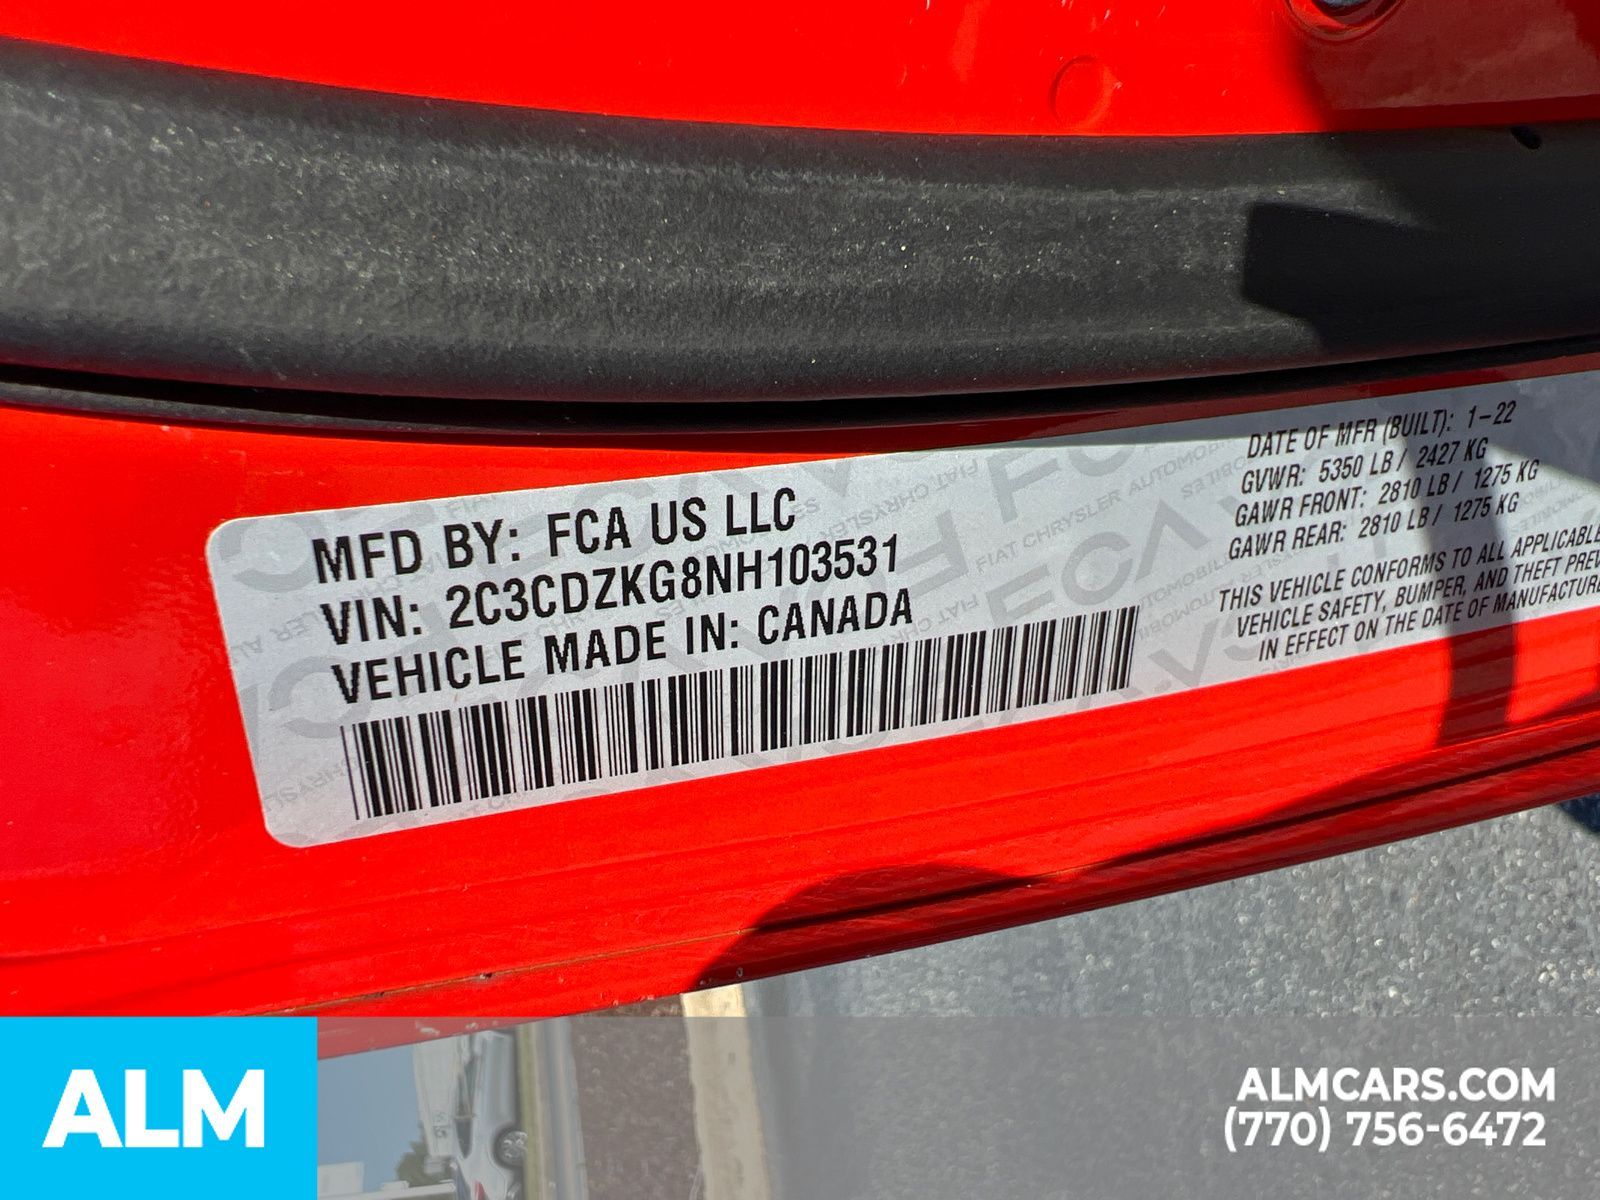 MFD BY: FCA US LLC
VIN: 2C3CDZKG8NH103531
VEHICLE MADE IN: CANADA
DATE OF MFR (BUILT): 1-22
GVWR: 5350 LB / 2427 KG
GAWR FRONT: 2810 LB / 1275 KG
GAWR REAR: 2810 LB / 1275 KG
THIS VEHICLE CONFORMS TO ALL APPLICABLE
VEHICLE SAFETY, BUMPER, AND THEFT PREV
IN EFFECT ON THE DATE OF MANUFACTURE
ALM
ALMCARS.COM
(770) 756-6472